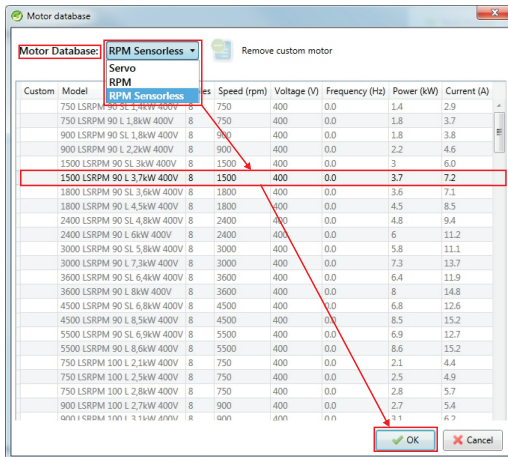 Motor database
Motor Database: RPM Sensorless Remove custom motor
Servo
RPM
RPM Sensorless
Custom Model es Speed (rpm) Voltage (V) Frequency (Hz) Power (kW) Current (A)
750 LSRPM 90 SL 1,4kW 400V 8 750 400 0.0 1.4 2.9
750 LSRPM 90 L 1,8kW 400V 8 750 400 0.0 1.8 3.7
900 LSRPM 90 SL 1,8kW 400V 8 900 400 0.0 1.8 3.8
900 LSRPM 90 L 2,2kW 400V 8 900 400 0.0 2.2 4.6
1500 LSRPM 90 SL 3kW 400V 8 1500 400 0.0 3 6.0
1500 LSRPM 90 L 3,7kW 400V 8 1500 400 0.0 3.7 7.2
1800 LSRPM 90 SL 3,6kW 400V 8 1800 400 0.0 3.6 7.1
1800 LSRPM 90 L 4,5kW 400V 8 1800 400 0.0 4.5 8.5
2400 LSRPM 90 SL 4,8kW 400V 8 2400 400 0.0 4.8 9.4
2400 LSRPM 90 L 6kW 400V 8 2400 400 0.0 6 11.2
3000 LSRPM 90 SL 5,8kW 400V 8 3000 400 0.0 5.8 11.1
3000 LSRPM 90 L 7,3kW 400V 8 3000 400 0.0 7.3 13.7
3600 LSRPM 90 SL 6,4kW 400V 8 3600 400 0.0 6.4 11.9
3600 LSRPM 90 L 8kW 400V 8 3600 400 0.0 8 14.8
4500 LSRPM 90 SL 6,8kW 400V 8 4500 400 0.0 6.8 12.6
4500 LSRPM 90 L 8,5kW 400V 8 4500 400 0.0 8.5 15.2
5500 LSRPM 90 SL 6,9kW 400V 8 5500 400 0.0 6.9 12.7
5500 LSRPM 90 L 8,6kW 400V 8 5500 400 0.0 8.6 15.2
750 LSRPM 100 L 2,1kW 400V 8 750 400 0.0 2.1 4.4
750 LSRPM 100 L 2,5kW 400V 8 750 400 0.0 2.5 4.9
750 LSRPM 100 L 2,8kW 400V 8 750 400 0.0 2.8 5.7
900 LSRPM 100 L 2,7kW 400V 8 900 400 0.0 2.7 5.4
900 LSRPM 100 L 3,1kW 400V 8 900 400 0.0 3.1 6.2
OK Cancel